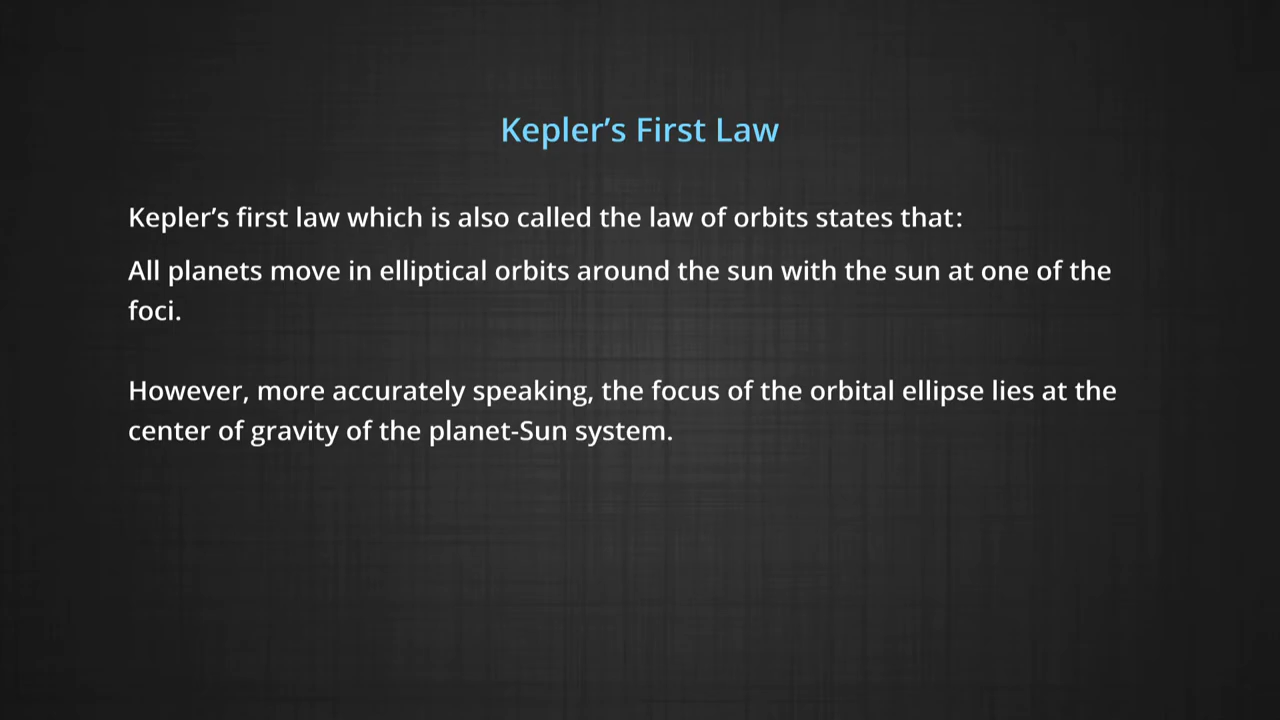 Kepler’s First Law
Kepler’s first law which is also called the law of orbits states that:
All planets move in elliptical orbits around the sun with the sun at one of the
foci.
However, more accurately speaking, the focus of the orbital ellipse lies at the
center of gravity of the planet-Sun system.